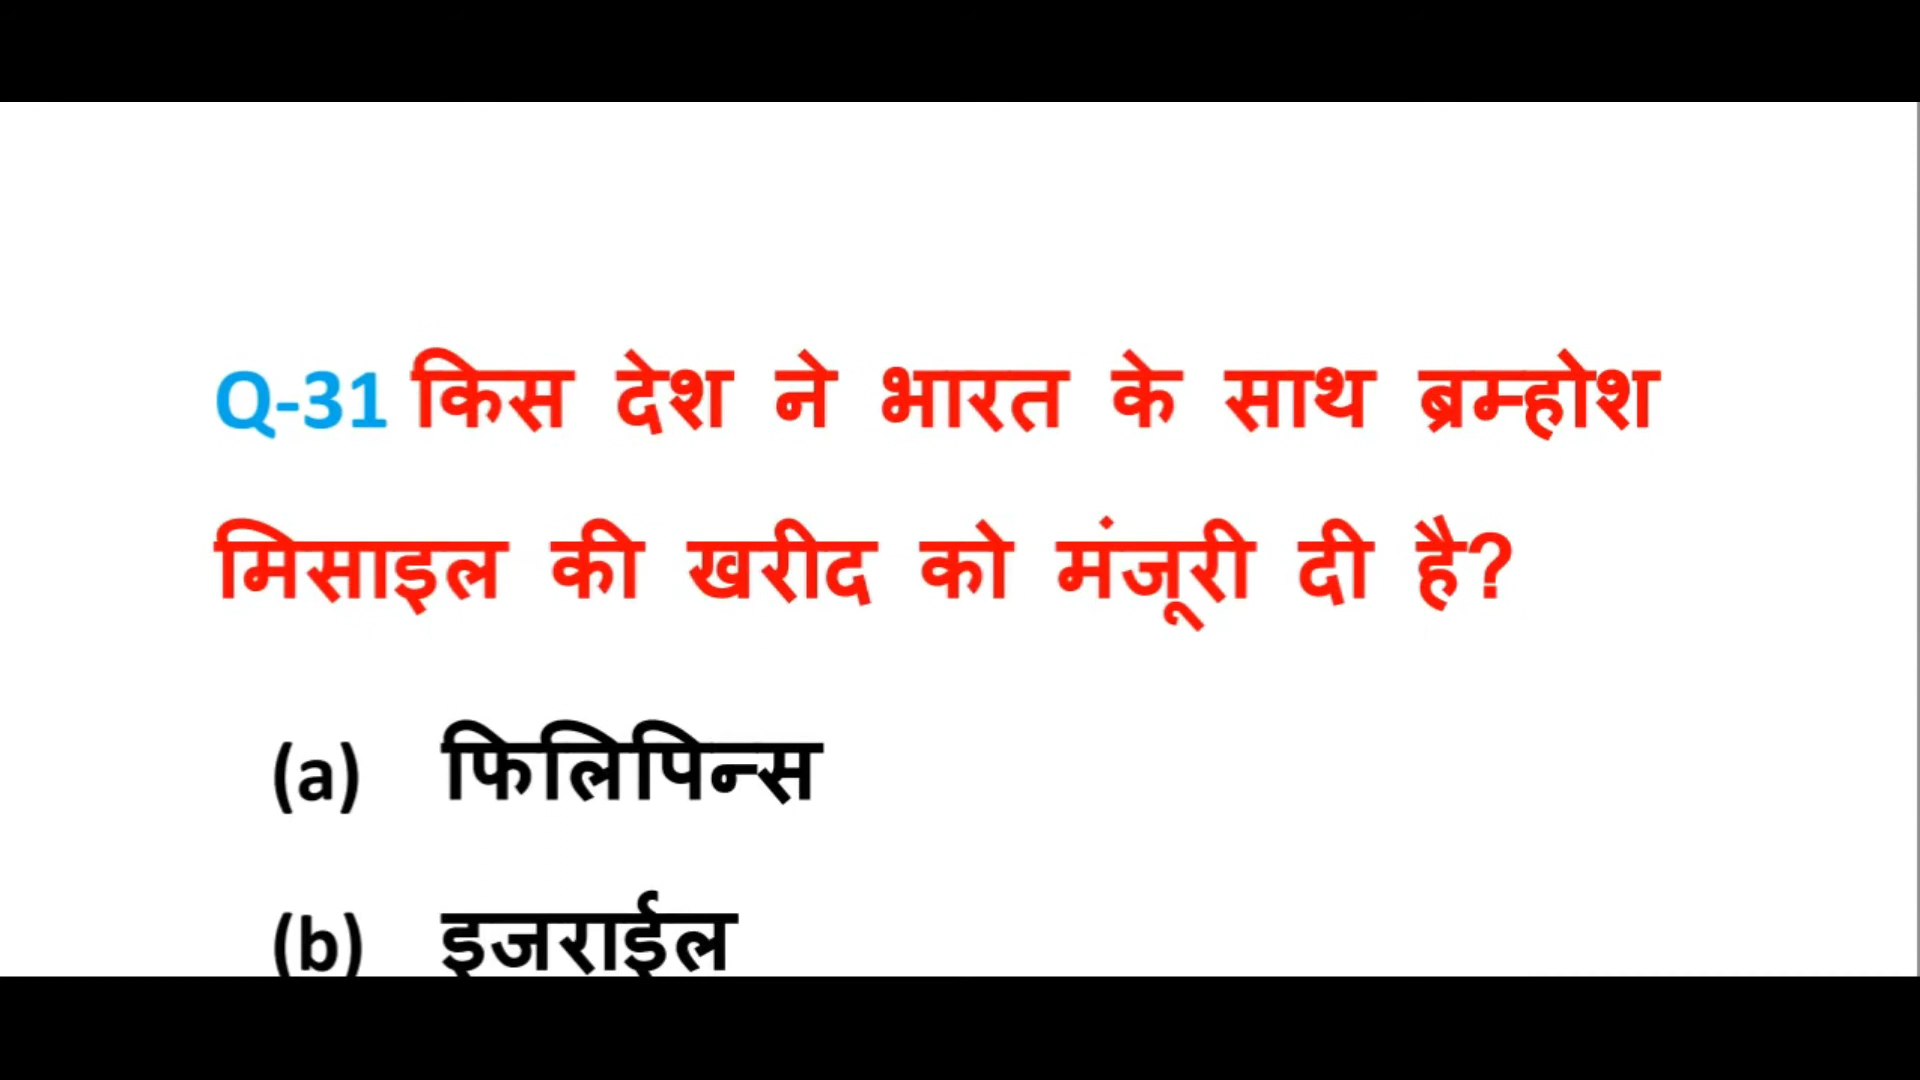 Q-31 किस देश ने भारत के साथ ब्रम्होश
मिसाइल की खरीद को मंजूरी दी है?
(a) फिलिपिन्स
(b) इजराईल